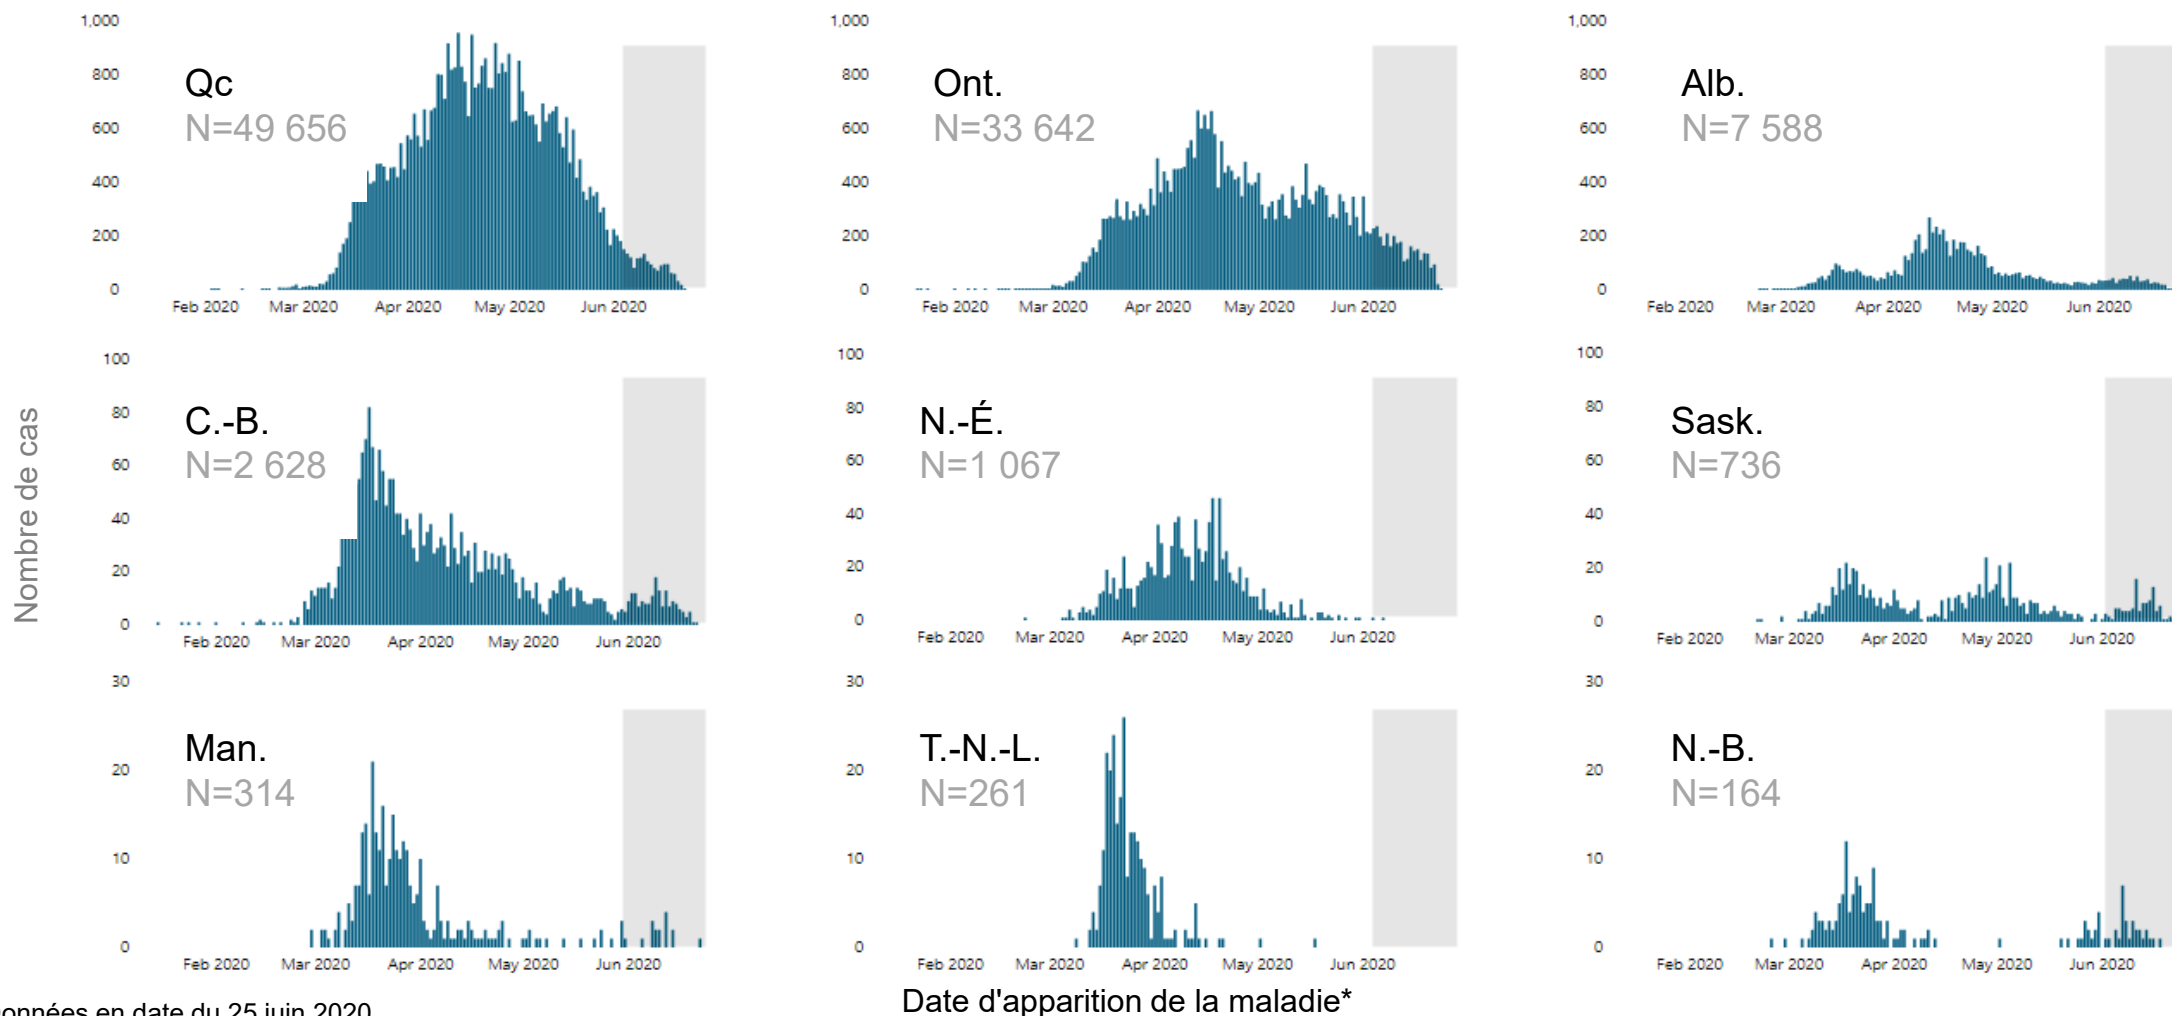 1,000
800
600
400
200
0
Qc
N=49 656
Feb 2020 Mar 2020 Apr 2020 May 2020 Jun 2020
1,000
800
600
400
200
0
Ont.
N=33 642
Feb 2020 Mar 2020 Apr 2020 May 2020 Jun 2020
1,000
800
600
400
200
0
Alb.
N=7 588
Feb 2020 Mar 2020 Apr 2020 May 2020 Jun 2020
Nombre de cas
100
80
60
40
20
0
C.-B.
N=2 628
Feb 2020 Mar 2020 Apr 2020 May 2020 Jun 2020
100
80
60
40
20
0
N.-É.
N=1 067
Feb 2020 Mar 2020 Apr 2020 May 2020 Jun 2020
100
80
60
40
20
0
Sask.
N=736
Feb 2020 Mar 2020 Apr 2020 May 2020 Jun 2020
30
20
10
0
Man.
N=314
Feb 2020 Mar 2020 Apr 2020 May 2020 Jun 2020
30
20
10
0
T.-N.-L.
N=261
Feb 2020 Mar 2020 Apr 2020 May 2020 Jun 2020
30
20
10
0
N.-B.
N=164
Feb 2020 Mar 2020 Apr 2020 May 2020 Jun 2020
Date d'apparition de la maladie*
onnées en date du 25 juin 2020